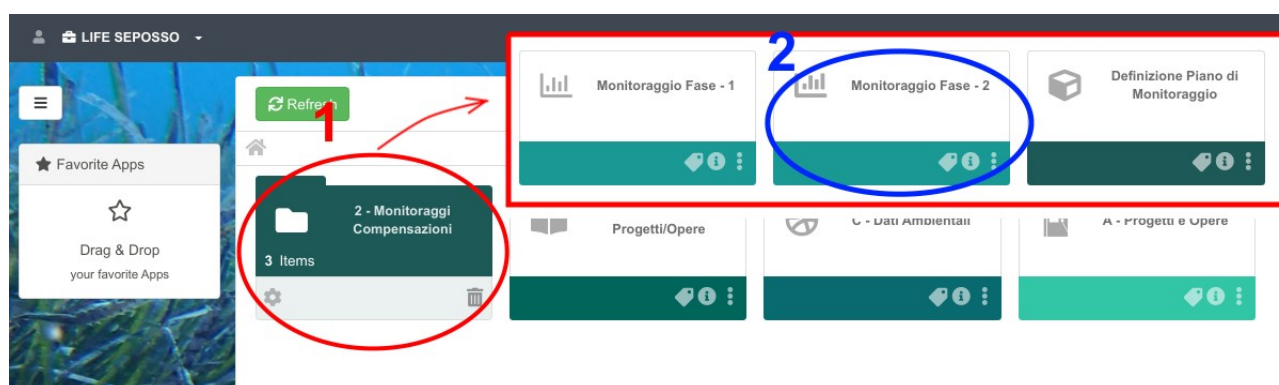 LIFE SEPOSSO
2
Monitoraggio Fase - 1
Monitoraggio Fase - 2
Definizione Piano di
Monitoraggio
Refresh
1
Favorite Apps
2 - Monitoraggi
Compensazioni
3 Items
Drag & Drop
your favorite Apps
Progetti/Opere
C - Dati Ambientali
A - Progetti e Opere